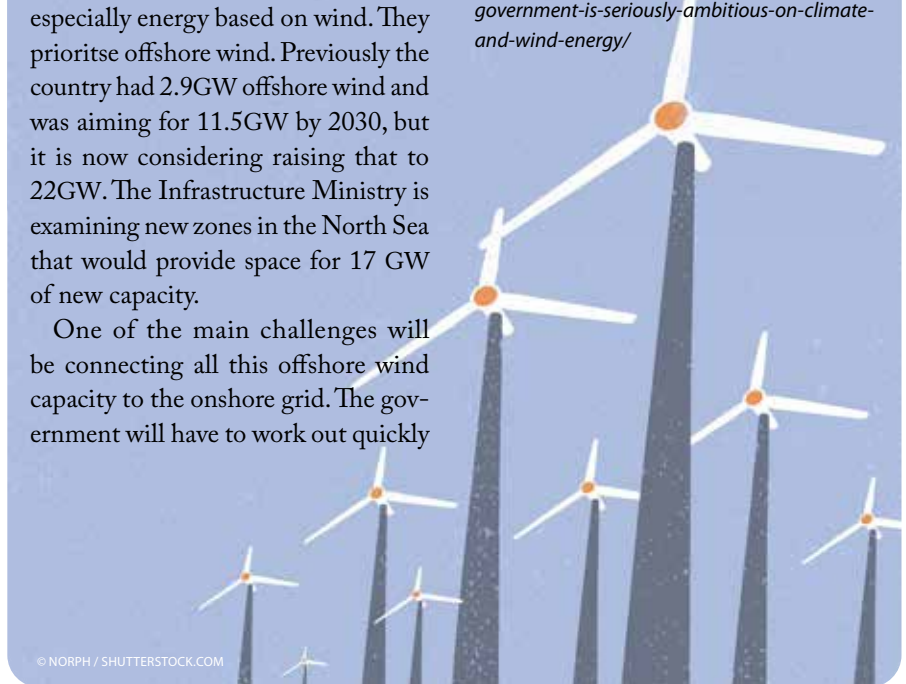 especially energy based on wind. They
prioritse offshore wind. Previously the
country had 2.9GW offshore wind and
was aiming for 11.5GW by 2030, but
it is now considering raising that to
22GW. The Infrastructure Ministry is
examining new zones in the North Sea
that would provide space for 17 GW
of new capacity.
One of the main challenges will
be connecting all this offshore wind
capacity to the onshore grid. The gov-
ernment will have to work out quickly
government-is-seriously-ambitious-on-climate-
and-wind-energy/
© NORPH / SHUTTERSTOCK.COM